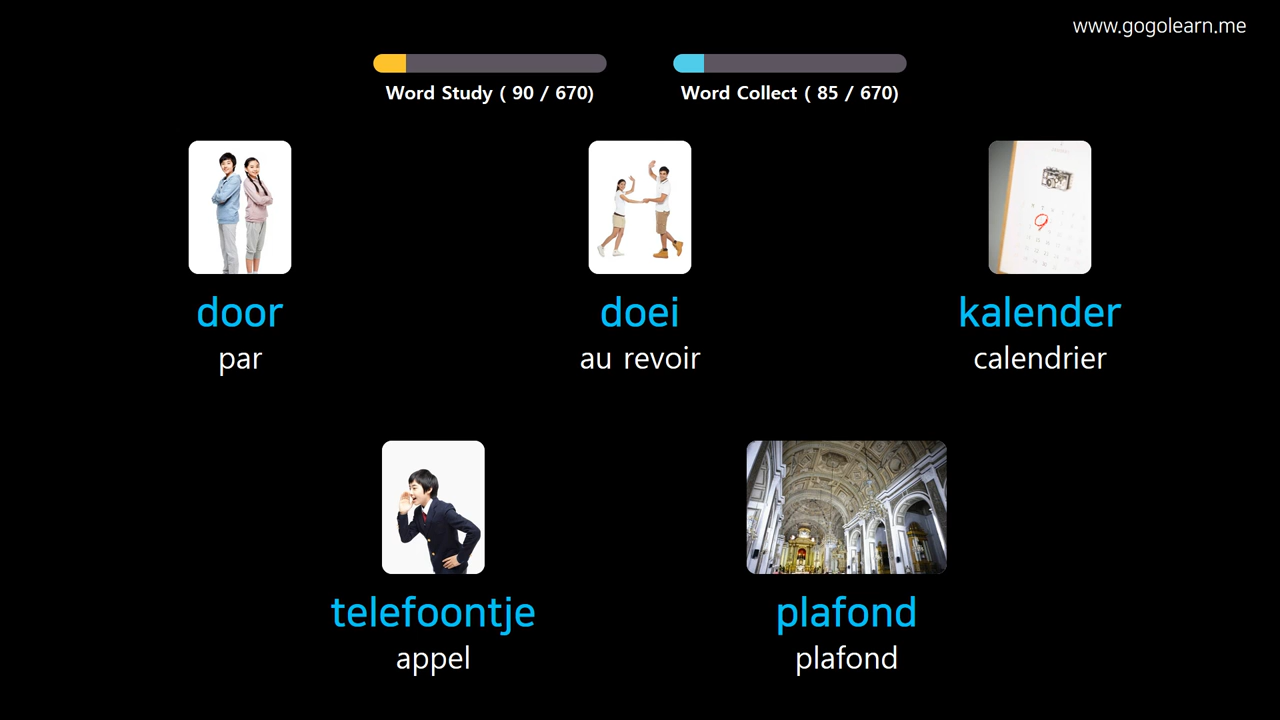 www.gogolearn.me
Word Study ( 90 / 670)
Word Collect ( 85 / 670)
door
par
doei
au revoir
kalender
calendrier
telefoontje
appel
plafond
plafond